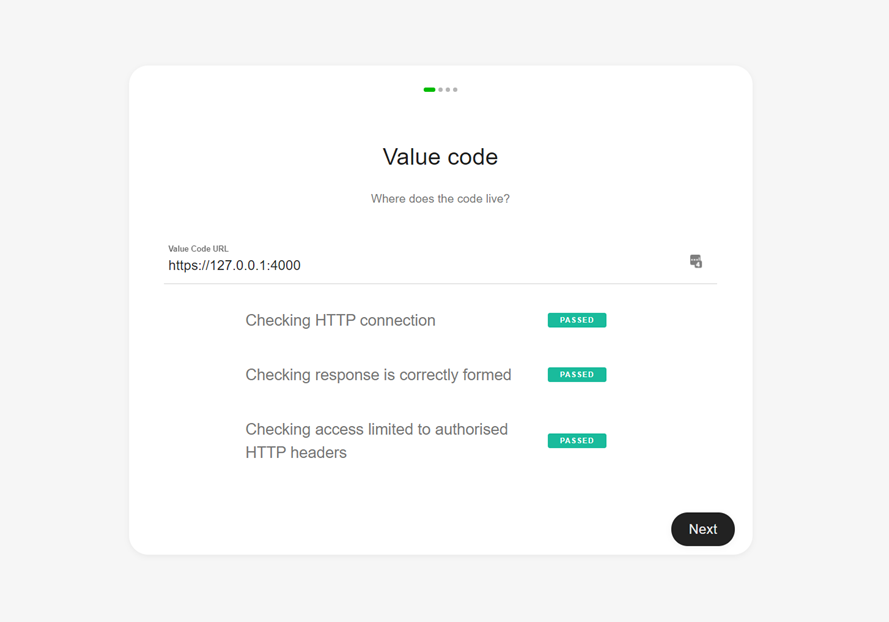 Value code
Where does the code live?
Value Code URL
https://127.0.0.1:4000
Checking HTTP connection
PASSED
Checking response is correctly formed
PASSED
Checking access limited to authorised
HTTP headers
PASSED
Next